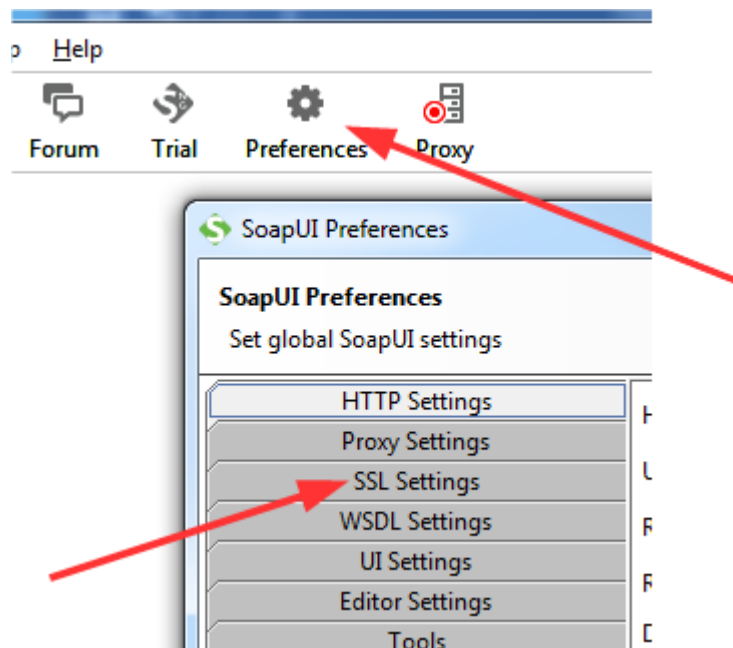 p Help
Forum Trial Preferences Proxy
SoapUI Preferences
SoapUI Preferences
Set global SoapUI settings
HTTP Settings
H
Proxy Settings
SSL Settings
U
WSDL Settings
R
UI Settings
R
Editor Settings
Tools
D